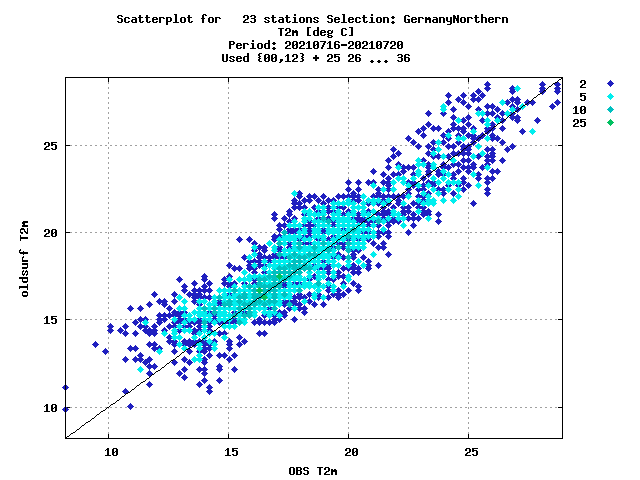 Scatterplot for   23 stations Selection: GermanyNorthern
T2m [deg C]
Period: 20210716-20210720
Used {00,12} + 25 26 ... 36
2
5
10
25
25
20
15
10
oldsurf T2m
10 15 20 25
OBS T2m